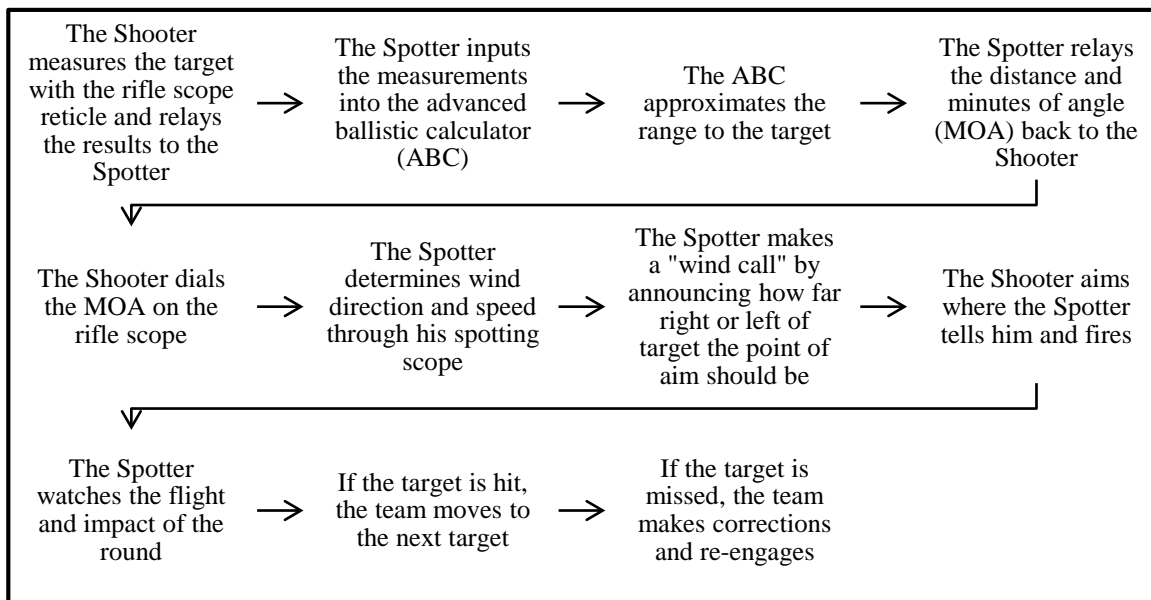 The Shooter
measures the target
with the rifle scope
reticle and relays
the results to the
Spotter
The Spotter inputs
the measurements
into the advanced
ballistic calculator
(ABC)
The ABC
approximates the
range to the target
The Spotter relays
the distance and
minutes of angle
(MOA) back to the
Shooter
The Shooter dials
the MOA on the
rifle scope
The Spotter
determines wind
direction and speed
through his spotting
scope
The Spotter makes
a "wind call" by
announcing how far
right or left of
target the point of
aim should be
The Shooter aims
where the Spotter
tells him and fires
The Spotter
watches the flight
and impact of the
round
If the target is hit,
the team moves to
the next target
If the target is
missed, the team
makes corrections
and re-engages